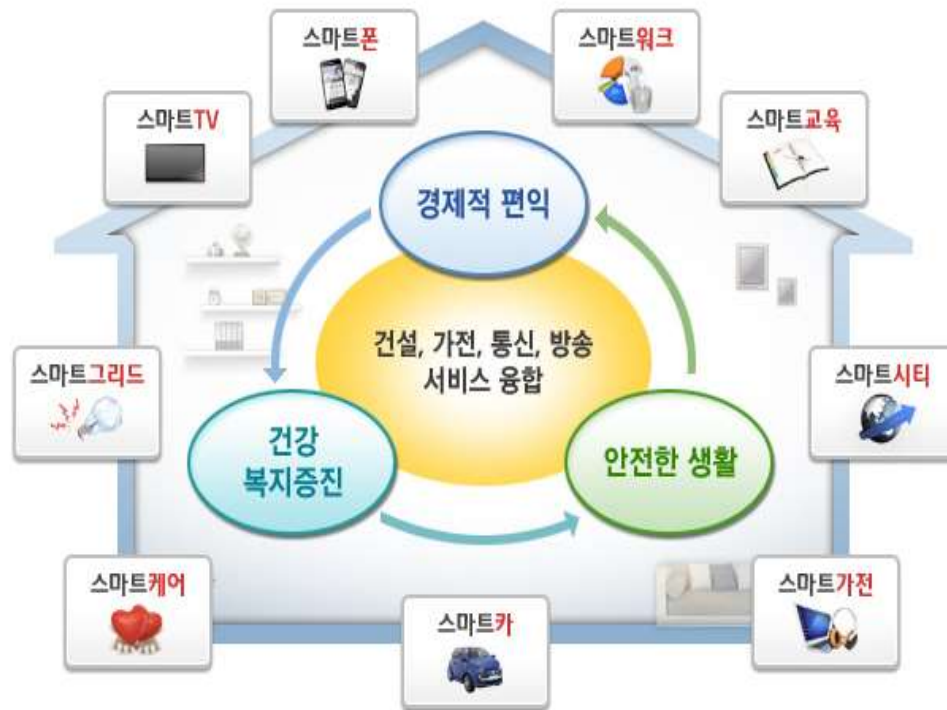 스마트폰
스마트워크
스마트TV
스마트교육
경제적 편익
건설, 가전, 통신, 방송
서비스 융합
스마트그리드
스마트시티
건강
복지증진
안전한 생활
스마트케어
스마트카
스마트가전